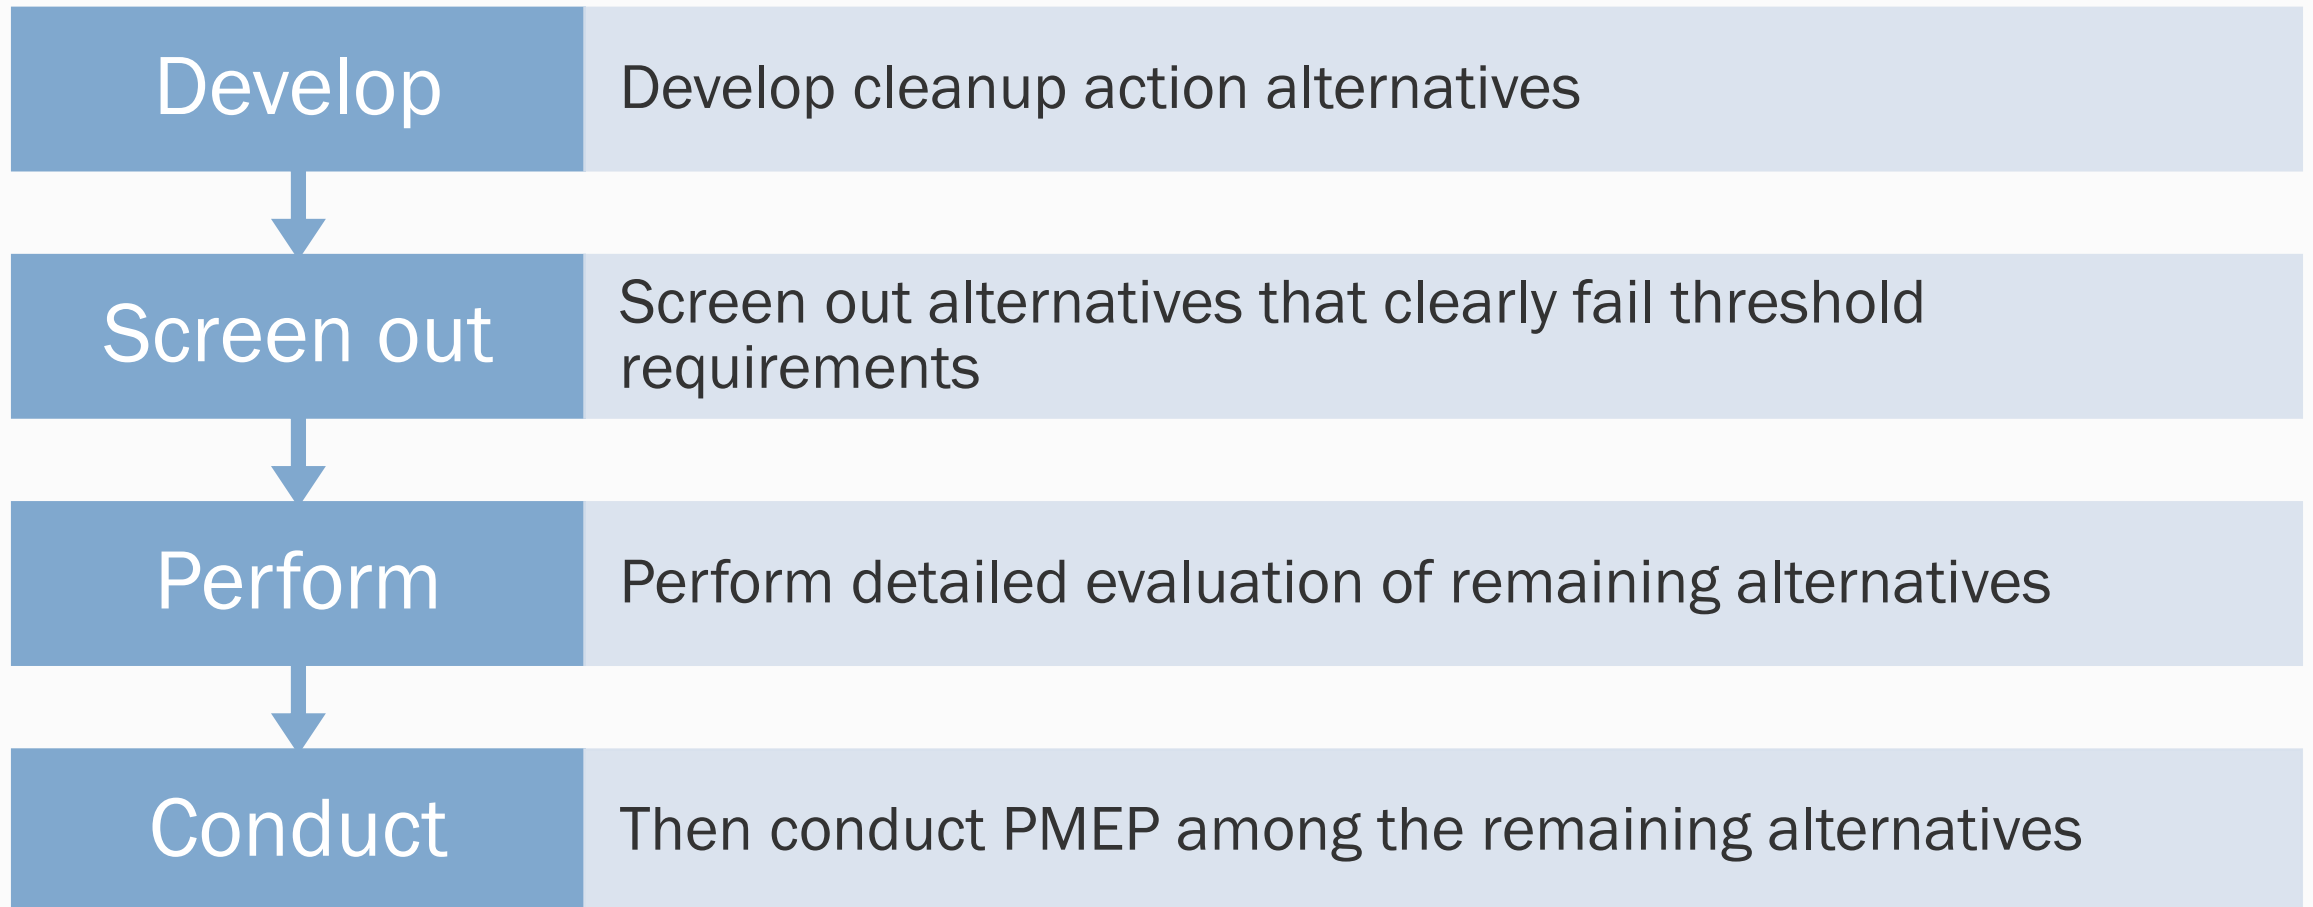 Develop
Develop cleanup action alternatives
Screen out
Screen out alternatives that clearly fail threshold
requirements
Perform
Perform detailed evaluation of remaining alternatives
Conduct
Then conduct PMEP among the remaining alternatives